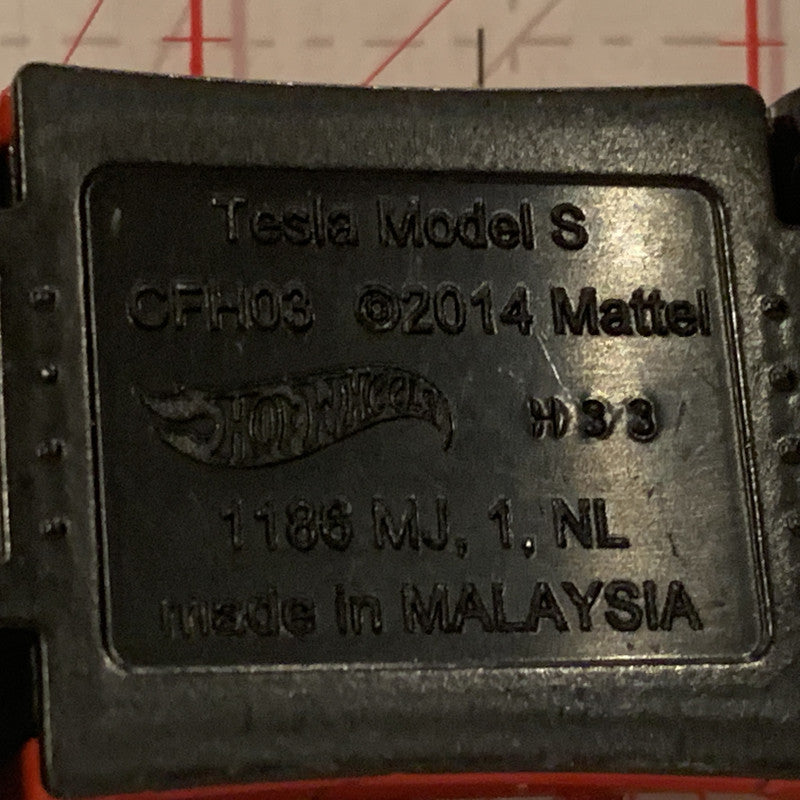 Tesla Model S
CFH03 ©2014 Mattel
HOT WHEELS H33
1186 MJ, 1, NL
made in MALAYSIA